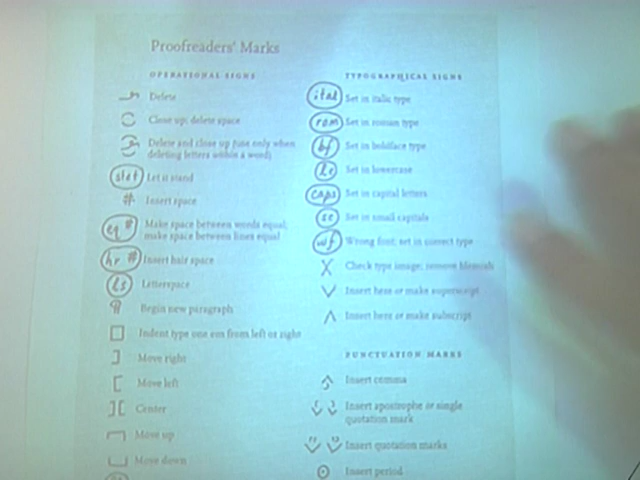 Proofreaders' Marks
OPERATIONAL SIGNS
Delete
Close up; delete space
Delete and close up (use only when
deleting letters within a word)
stet Let it stand
# Insert space
eq # Make space between words equal;
make space between lines equal
hr # Insert hair space
ls Letterspace
¶ Begin new paragraph
Indent type one em from left or right
] Move right
[ Move left
][ Center
Move up
Move down
TYPOGRAPHICAL SIGNS
ital Set in italic type
rom Set in roman type
bf Set in boldface type
lc Set in lowercase
caps Set in capital letters
sc Set in small capitals
wf Wrong font; set in correct type
X Check type image; remove blemish
V Insert here or make superscript
Λ Insert here or make subscript
PUNCTUATION MARKS
Insert comma
Insert apostrophe or single
quotation mark
Insert quotation marks
Insert period